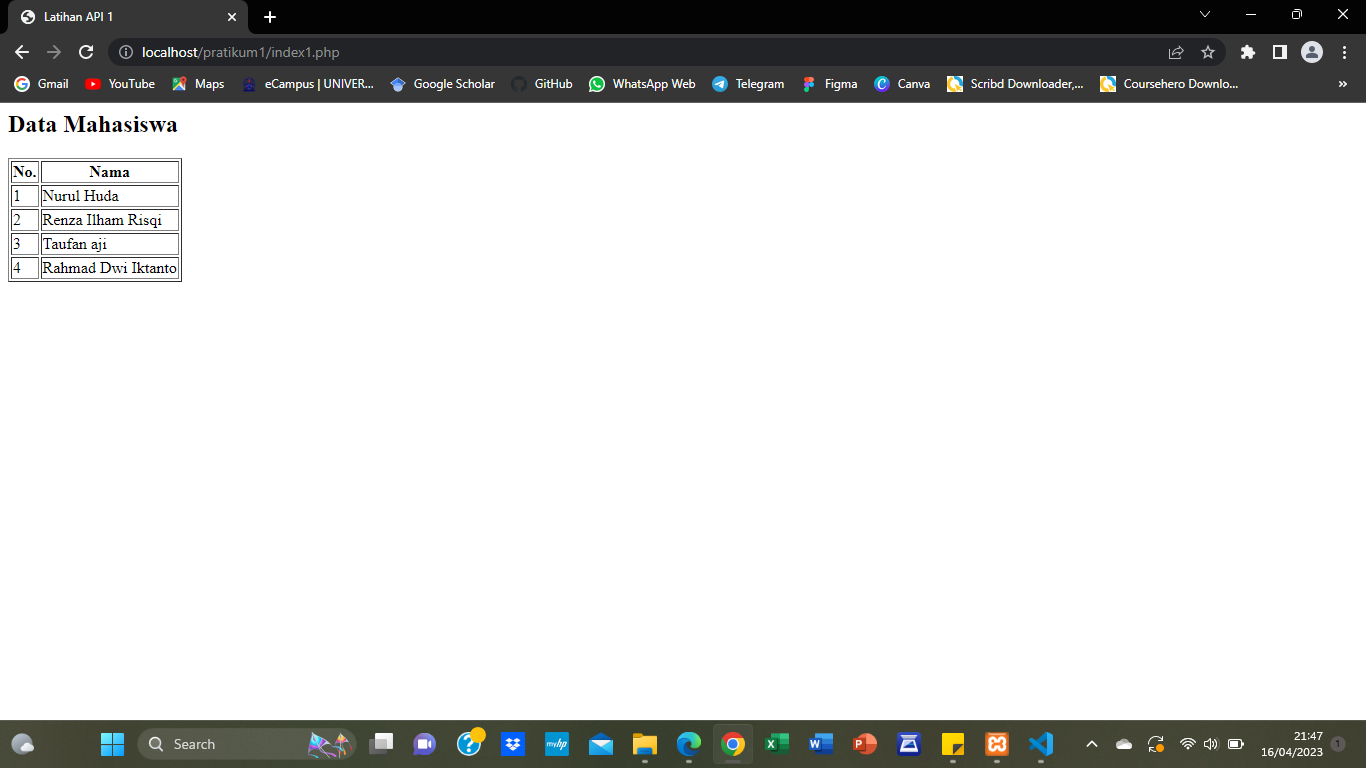 Latihan API 1
localhost/pratikum1/index1.php
Gmail YouTube Maps eCampus | UNIVER... Google Scholar GitHub WhatsApp Web Telegram Figma Canva Scribd Downloader,... Coursehero Downlo... »
Data Mahasiswa
No. Nama
1 Nurul Huda
2 Renza Ilham Risqi
3 Taufan aji
4 Rahmad Dwi Iktanto
Search
21:47
16/04/2023
1